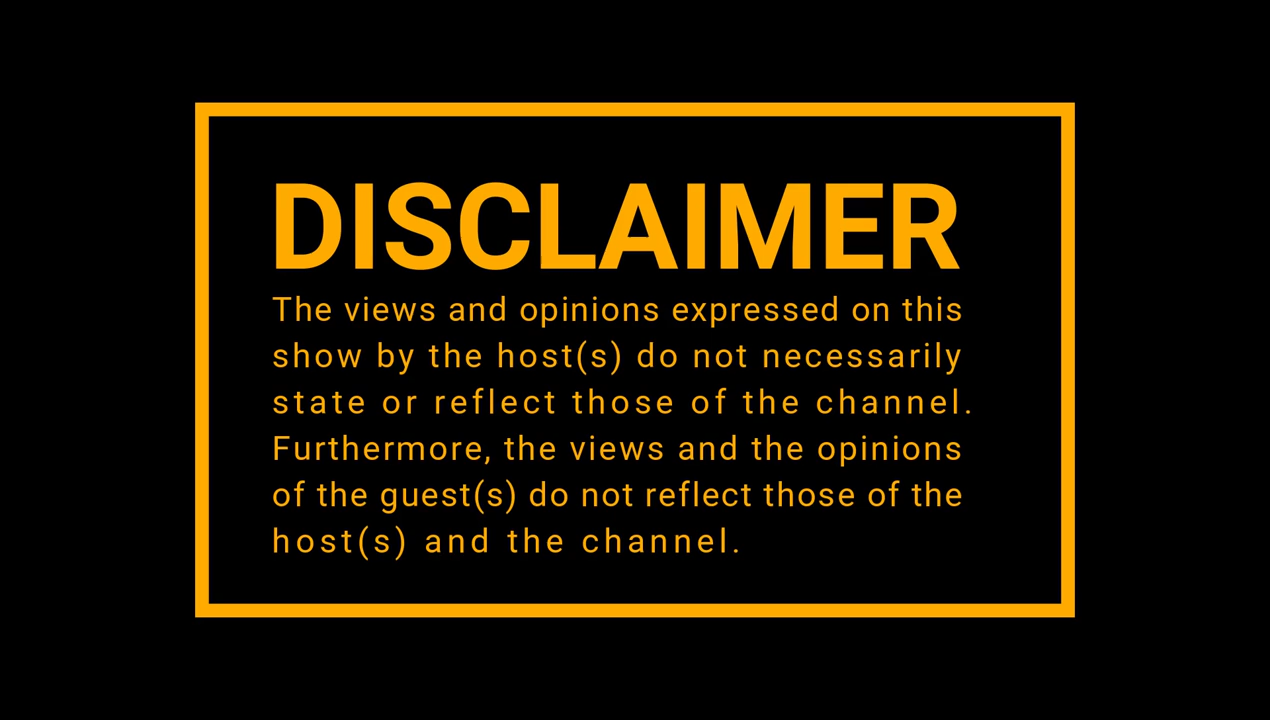 DISCLAIMER
The views and opinions expressed on this
show by the host(s) do not necessarily
state or reflect those of the channel.
Furthermore, the views and the opinions
of the guest(s) do not reflect those of the
host(s) and the channel.